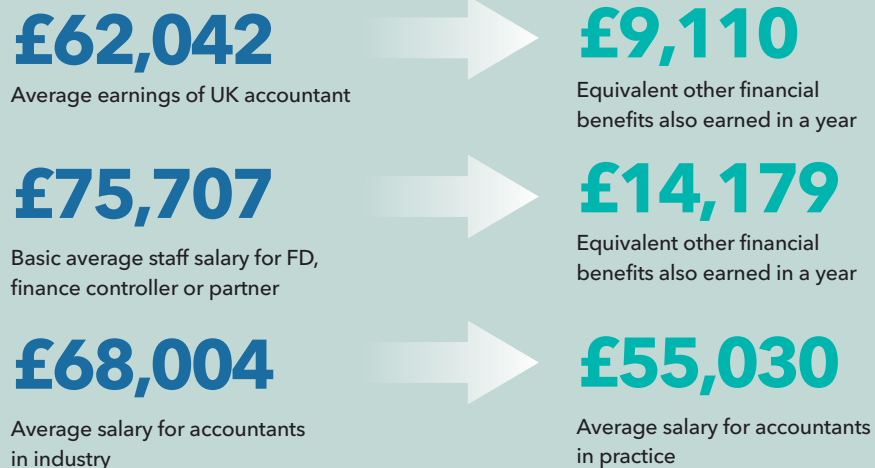 £62,042
Average earnings of UK accountant
£9,110
Equivalent other financial
benefits also earned in a year
£75,707
Basic average staff salary for FD,
finance controller or partner
£14,179
Equivalent other financial
benefits also earned in a year
£68,004
Average salary for accountants
in industry
£55,030
Average salary for accountants
in practice